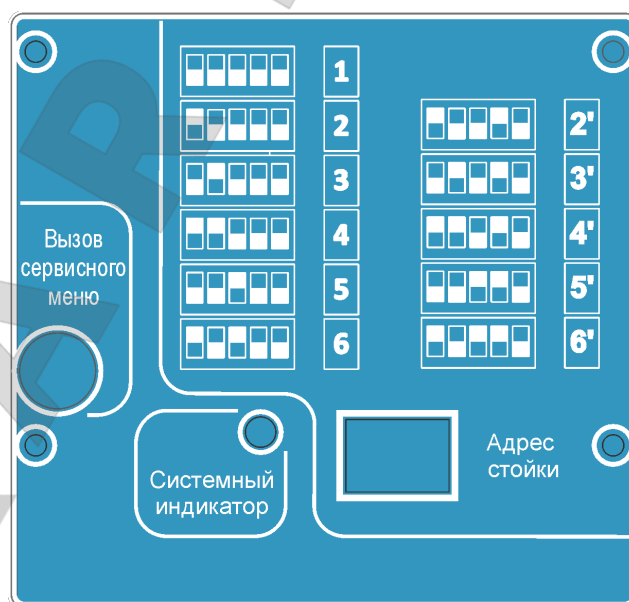 1
2 2'
3 3'
4 4'
5 5'
6 6'
Вызов
сервисного
меню
Адрес
стойки
Системный
индикатор